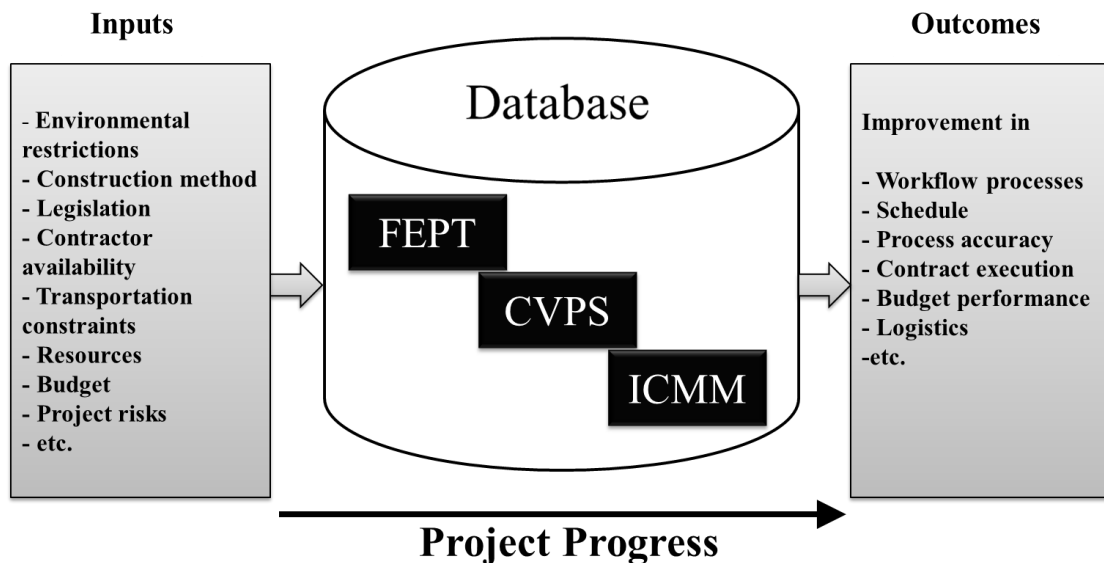 Inputs
- Environmental
restrictions
- Construction method
- Legislation
- Contractor
availability
- Transportation
constraints
- Resources
- Budget
- Project risks
- etc.
Database
FEPT
CVPS
ICMM
Project Progress
Outcomes
Improvement in
- Workflow processes
- Schedule
- Process accuracy
- Contract execution
- Budget performance
- Logistics
-etc.